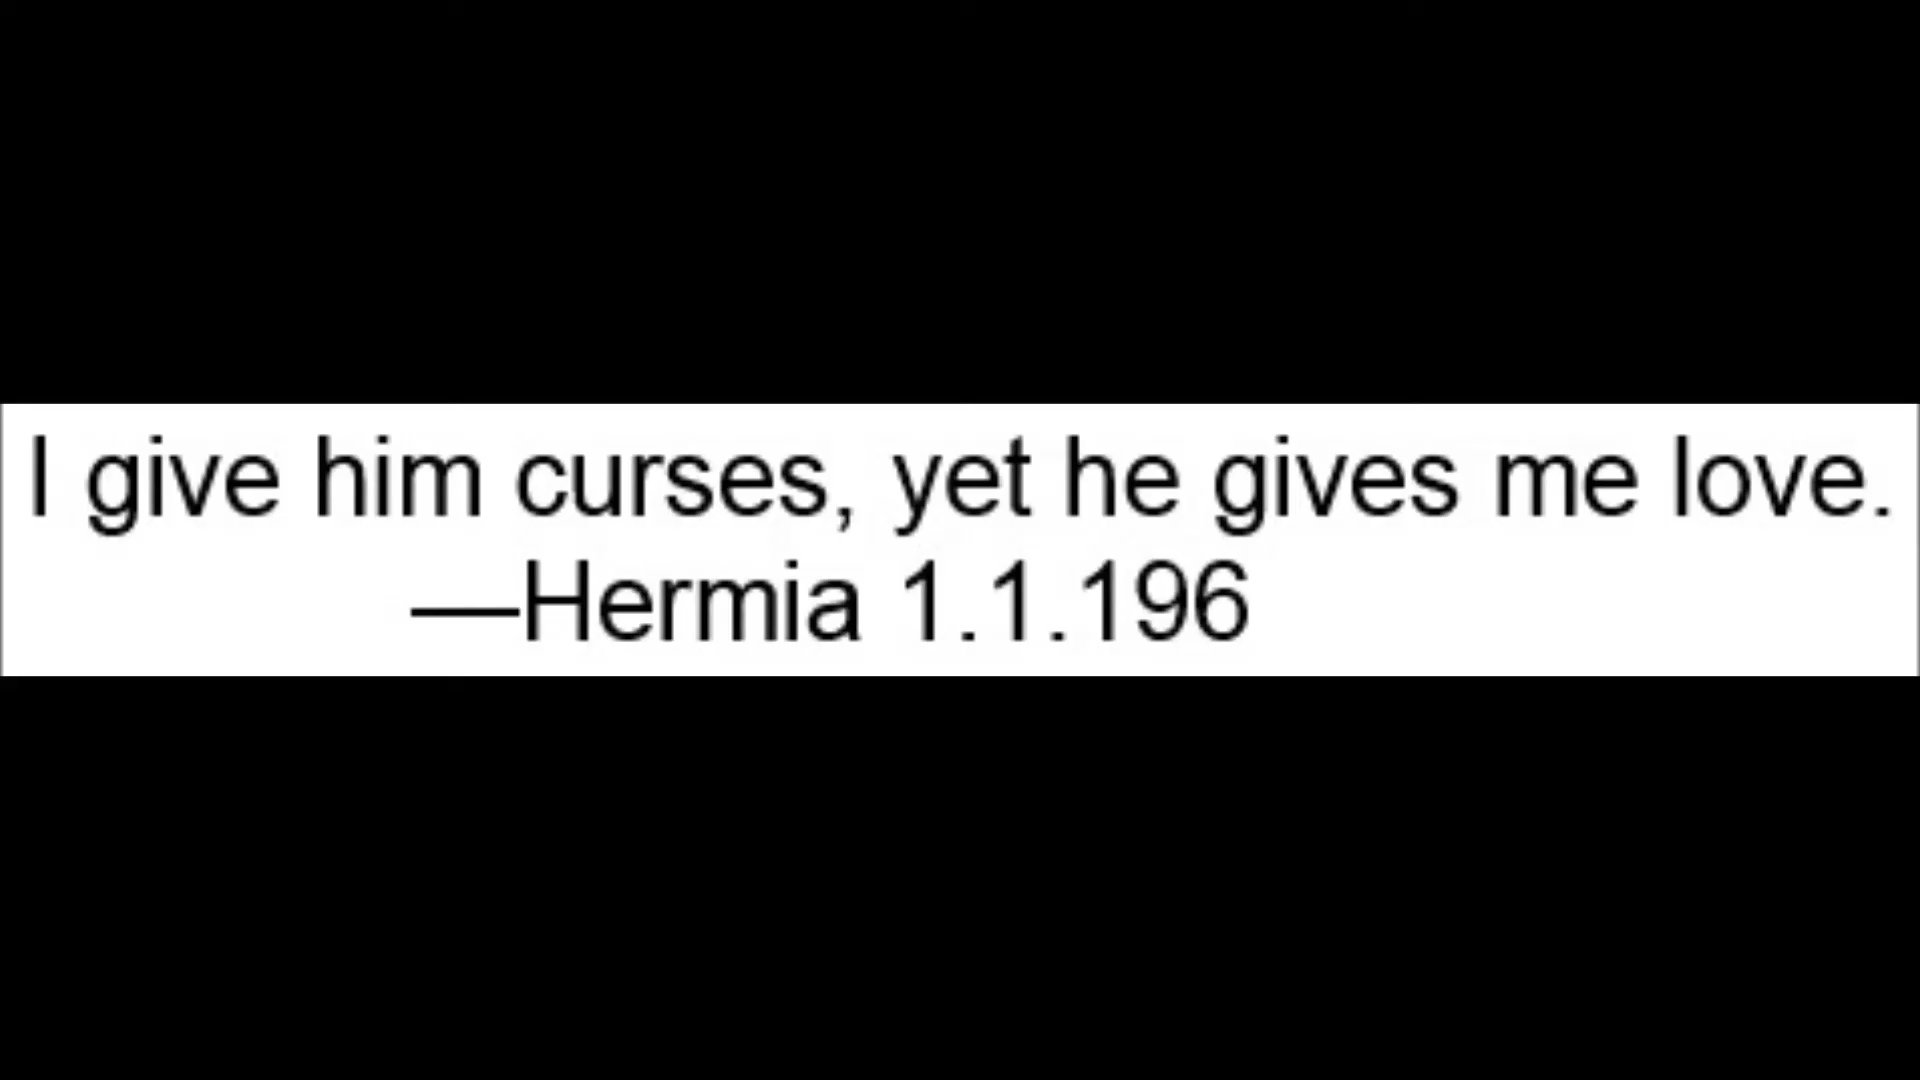 I give him curses, yet he gives me love.
—Hermia 1.1.196